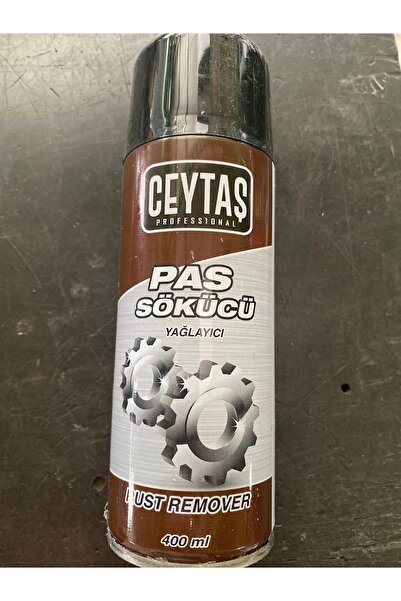 CEYTAŞ
PROFESSIONAL
PAS
SÖKÜCÜ
YAĞLAYICI
RUST REMOVER
400 ml